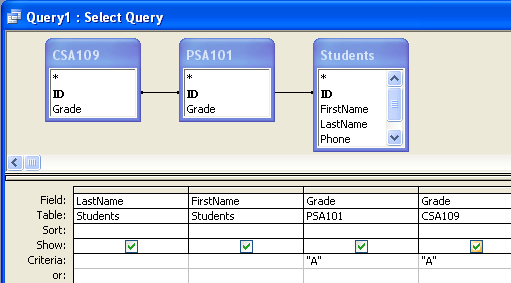 Query1 : Select Query
CSA109
*
ID
Grade
PSA101
*
ID
Grade
Students
*
ID
FirstName
LastName
Phone
Field: LastName FirstName Grade Grade
Table: Students Students PSA101 CSA109
Sort:
Show:
Criteria: "A" "A"
or: